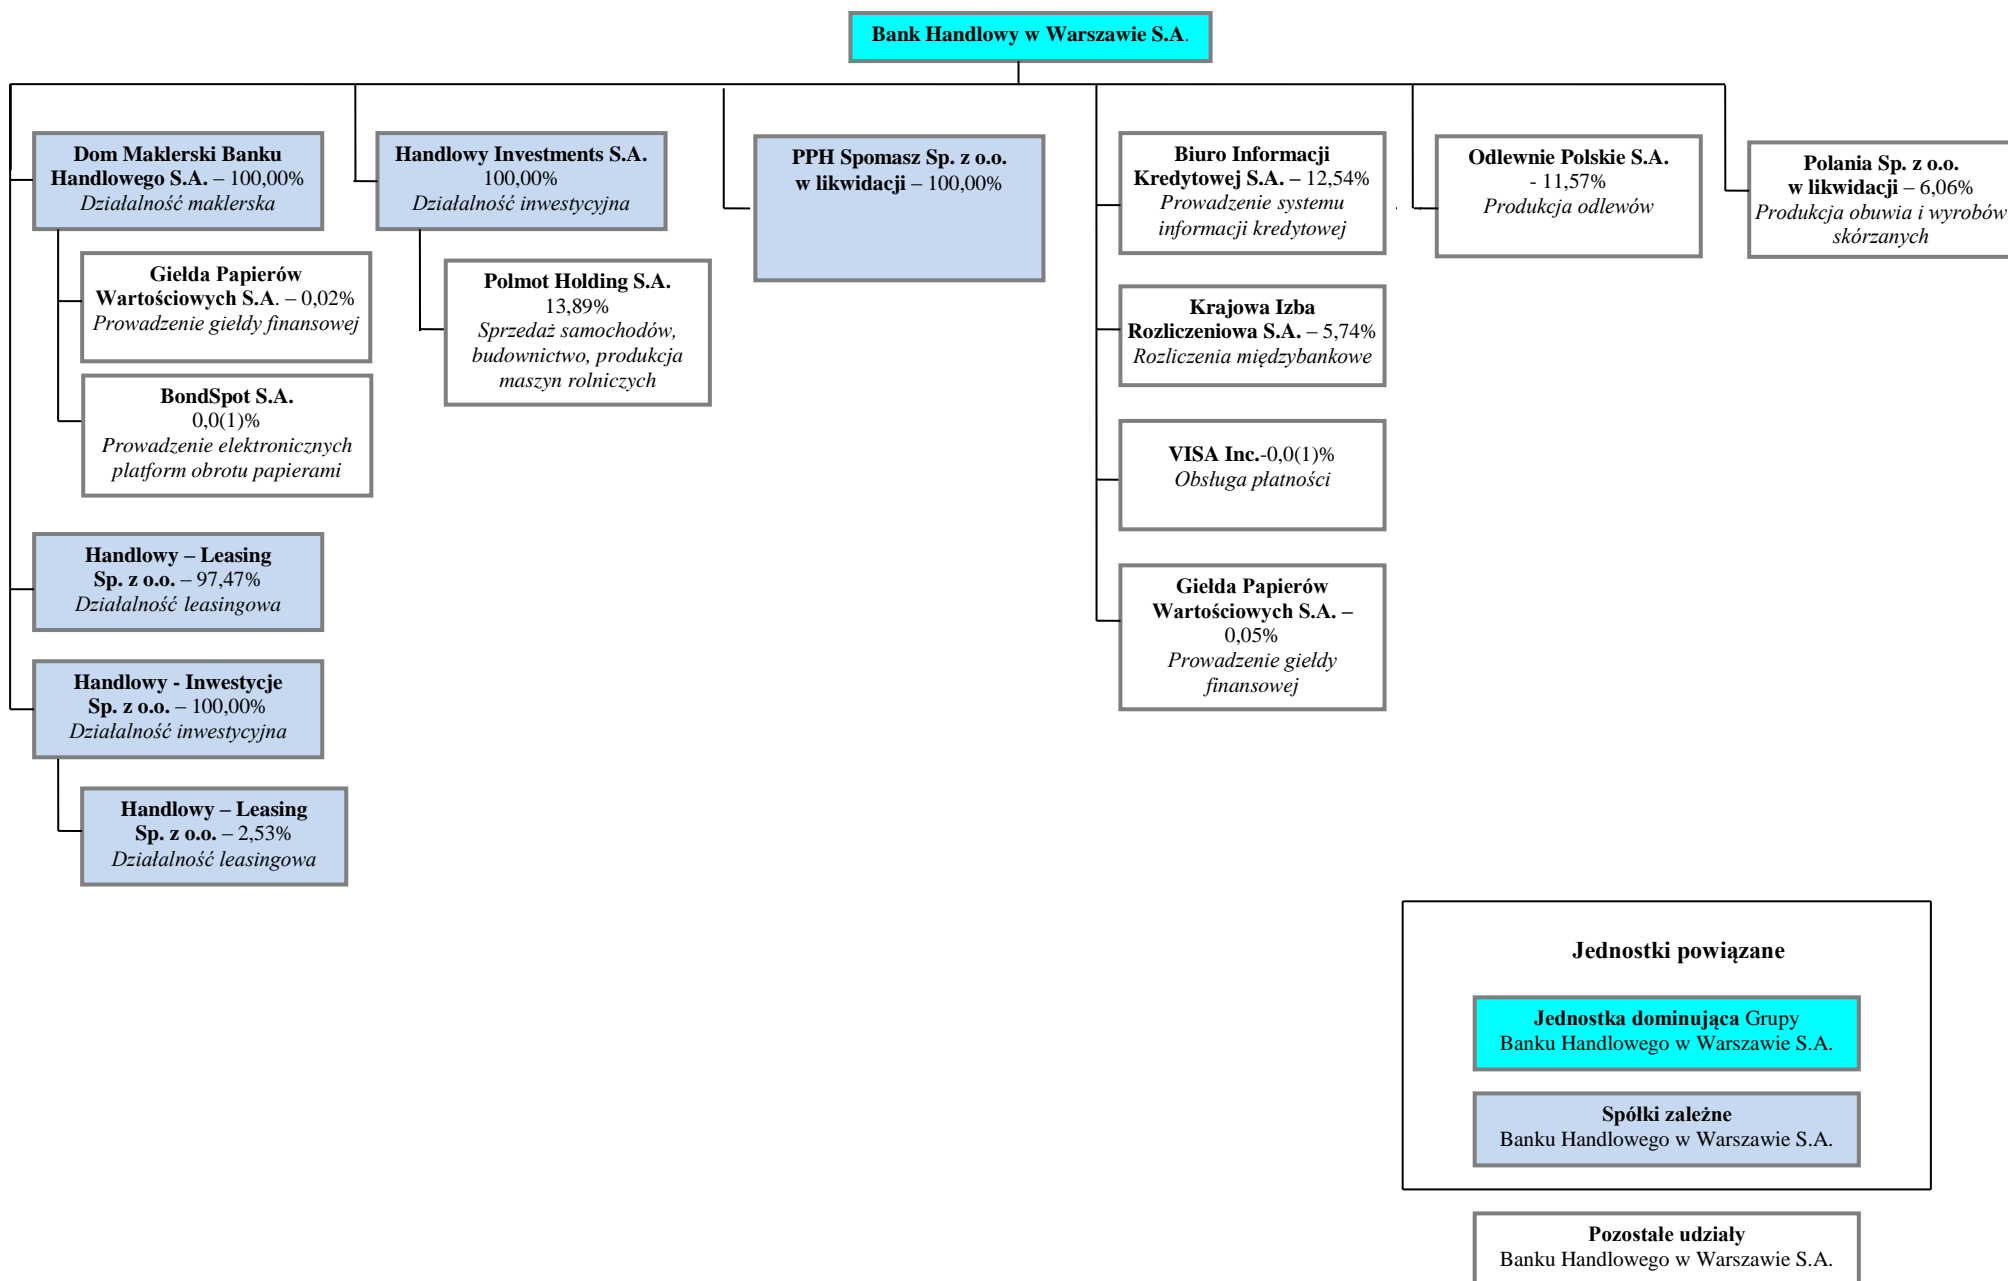 Bank Handlowy w Warszawie S.A.
Dom Maklerski Banku
Handlowego S.A. – 100,00%
Działalność maklerska
Giełda Papierów
Wartościowych S.A. – 0,02%
Prowadzenie giełdy finansowej
BondSpot S.A.
0,0(1)%
Prowadzenie elektronicznych
platform obrotu papierami
Handlowy – Leasing
Sp. z o.o. – 97,47%
Działalność leasingowa
Handlowy - Inwestycje
Sp. z o.o. – 100,00%
Działalność inwestycyjna
Handlowy – Leasing
Sp. z o.o. – 2,53%
Działalność leasingowa
Handlowy Investments S.A.
100,00%
Działalność inwestycyjna
Polmot Holding S.A.
13,89%
Sprzedaż samochodów,
budownictwo, produkcja
maszyn rolniczych
PPH Spomasz Sp. z o.o.
w likwidacji – 100,00%
Biuro Informacji
Kredytowej S.A. – 12,54%
Prowadzenie systemu
informacji kredytowej
Krajowa Izba
Rozliczeniowa S.A. – 5,74%
Rozliczenia międzybankowe
VISA Inc.-0,0(1)%
Obsługa płatności
Giełda Papierów
Wartościowych S.A. –
0,05%
Prowadzenie giełdy
finansowej
Odlewnie Polskie S.A.
- 11,57%
Produkcja odlewów
Polania Sp. z o.o.
w likwidacji – 6,06%
Produkcja obuwia i wyrobów
skórzanych
Jednostki powiązane
Jednostka dominująca Grupy
Banku Handlowego w Warszawie S.A.
Spółki zależne
Banku Handlowego w Warszawie S.A.
Pozostałe udziały
Banku Handlowego w Warszawie S.A.